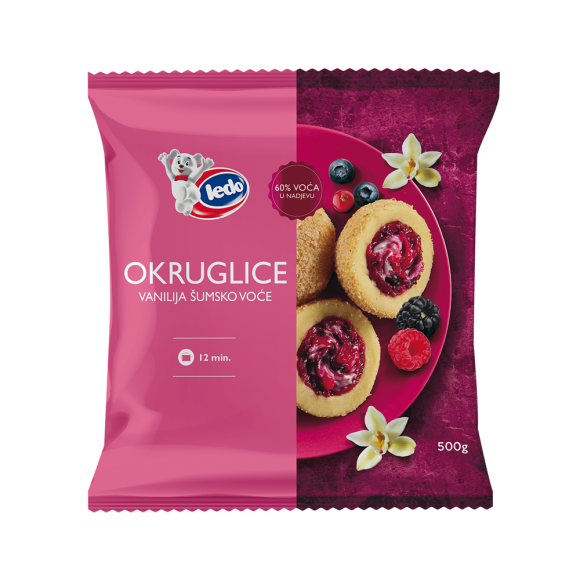 ledo
60% VOĆA
U NADJEVU
OKRUGLICE
VANILIJA ŠUMSKO VOĆE
12 min.
500g